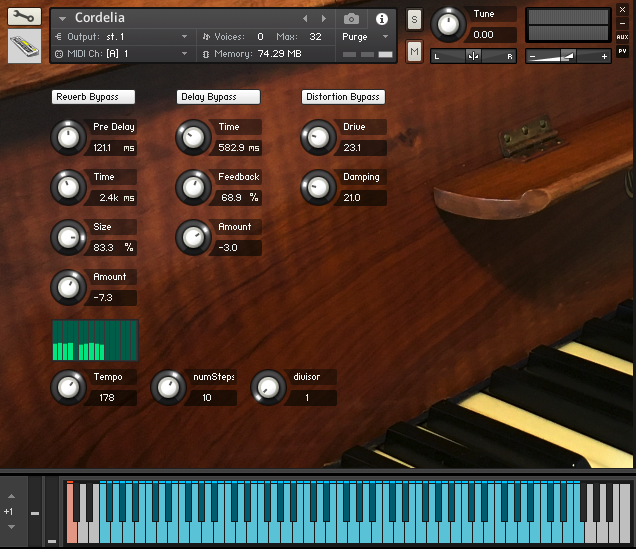 Cordelia
Output: st. 1 Voices: 0 Max: 32 Purge
MIDI Ch: [A] 1 Memory: 74.29 MB
S
M
Tune
0.00
L R
- +
×
AUX
PV
Reverb Bypass Delay Bypass Distortion Bypass
Pre Delay Time Drive
121.1 ms 582.9 ms 23.1
Time Feedback Damping
2.4k ms 68.9 % 21.0
Size Amount
83.3 % -3.0
Amount
-7.3
Tempo numSteps divisor
178 10 1
+1